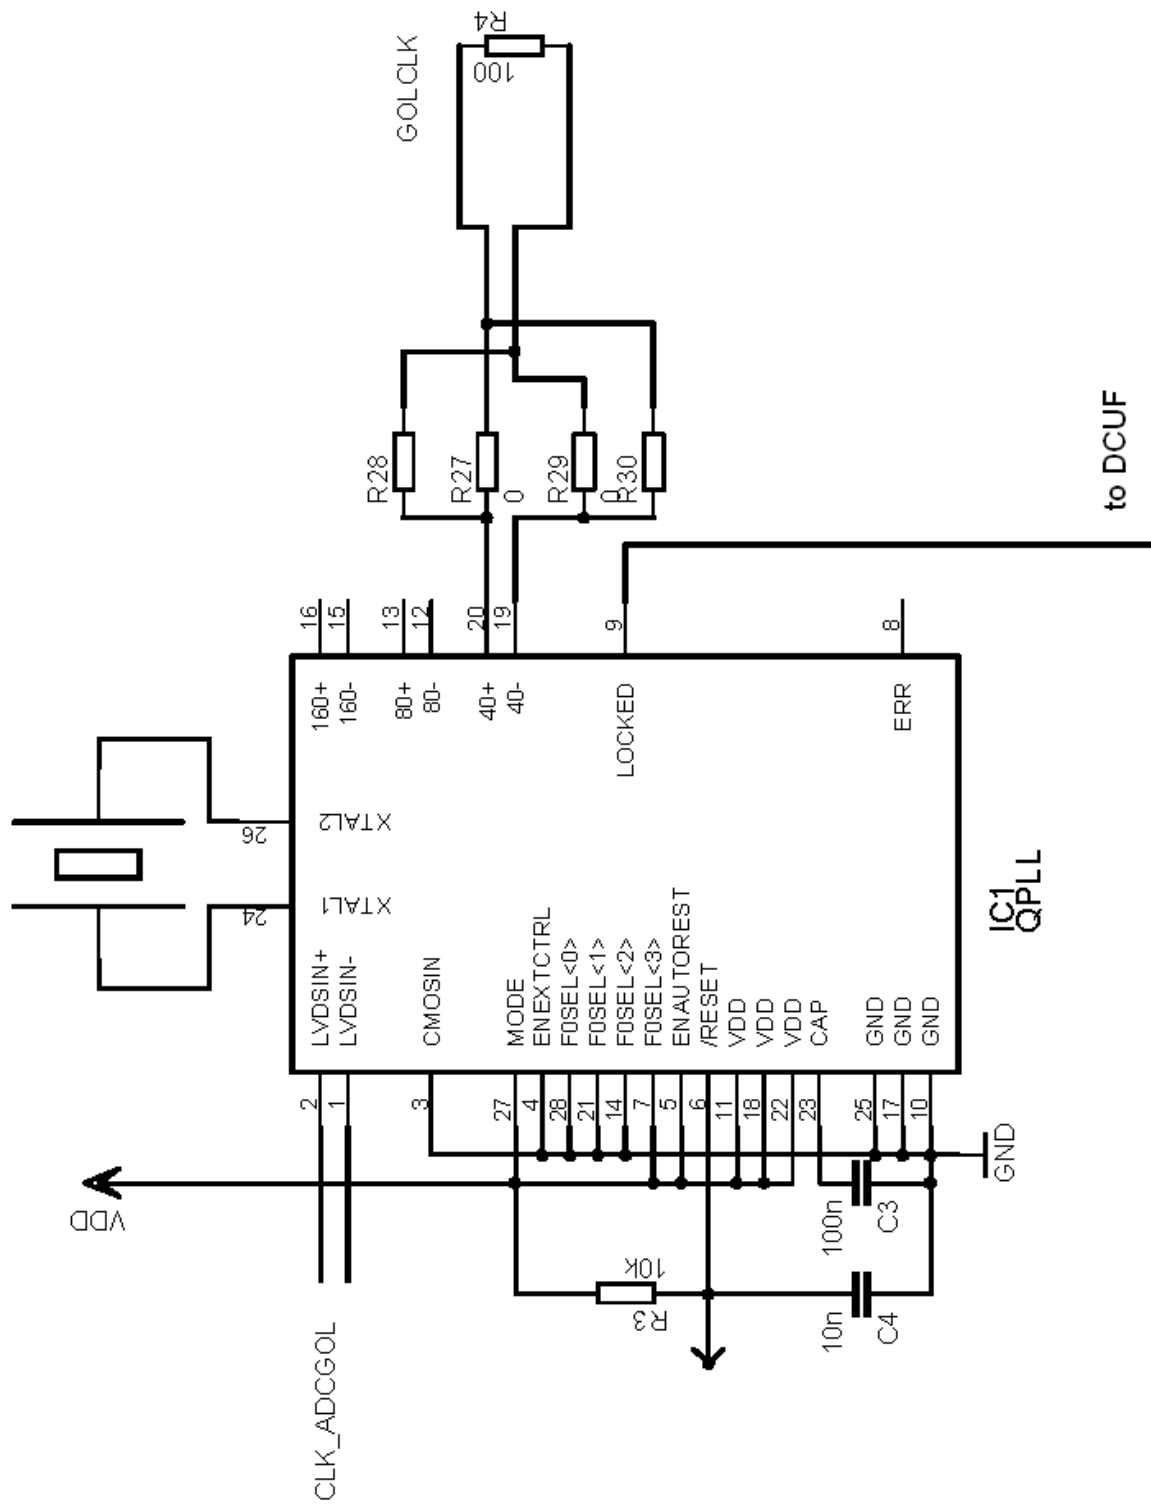 R4
100
GOLCLK
R28
R27
0
R29
0
R30
to DCUF
16
15
13
12
20
19
9
8
160+
160-
80+
80-
40+
40-
LOCKED
ERR
26
XTAL2
24
XTAL1
IC1
QPLL
LVDSIN+
LVDSIN-
CMOSIN
MODE
ENEXTCTRL
F0SEL<0>
F0SEL<1>
F0SEL<2>
F0SEL<3>
ENAUTOREST
/RESET
VDD
VDD
VDD
CAP
GND
GND
GND
2
1
3
27
4
28
21
14
7
5
6
11
18
22
23
25
17
10
VDD
GND
100n
C3
10k
R3
10n
C4
CLK_ADCGOL